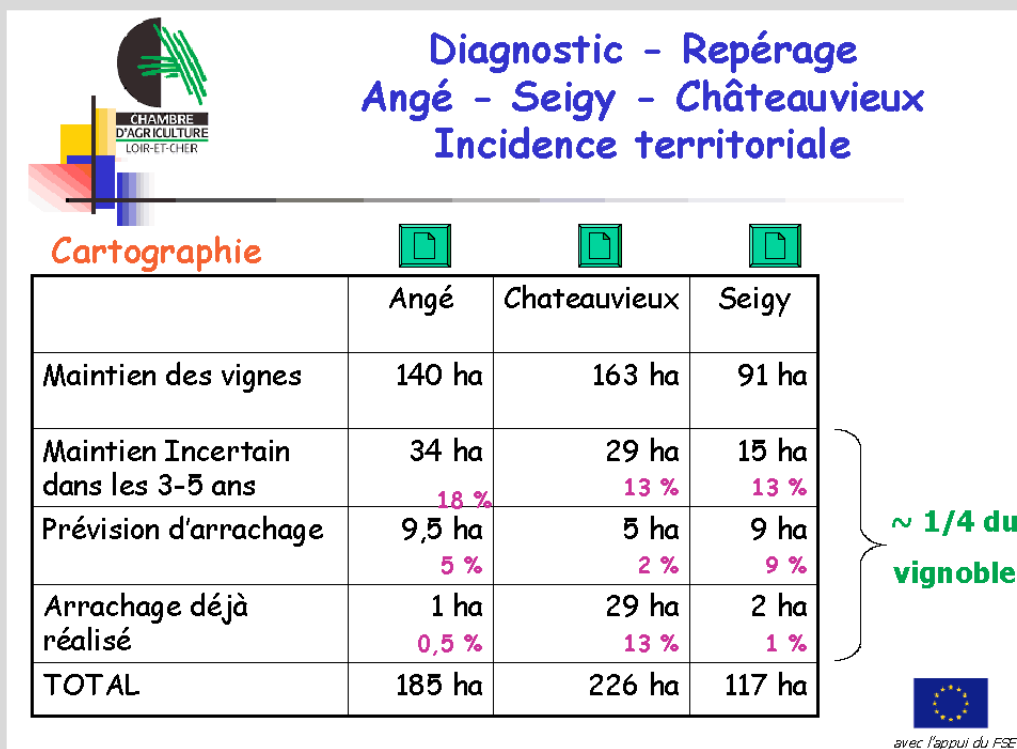 Diagnostic - Repérage
Angé - Seigy - Châteauvieux
Incidence territoriale
CHAMBRE
D'AGRICULTURE
LOIR-ET-CHER
Cartographie
Angé Chateauvieux Seigy
Maintien des vignes 140 ha 163 ha 91 ha
Maintien Incertain 34 ha 29 ha 15 ha
dans les 3-5 ans 18 % 13 % 13 %
Prévision d'arrachage 9,5 ha 5 ha 9 ha
5 % 2 % 9 %
Arrachage déjà 1 ha 29 ha 2 ha
réalisé 0,5 % 13 % 1 %
TOTAL 185 ha 226 ha 117 ha
~ 1/4 du
vignoble
avec l'appui du FSE